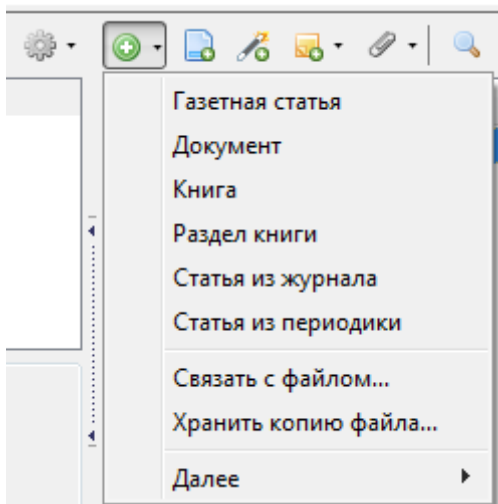 Газетная статья
Документ
Книга
Раздел книги
Статья из журнала
Статья из периодики
Связать с файлом...
Хранить копию файла...
Далее